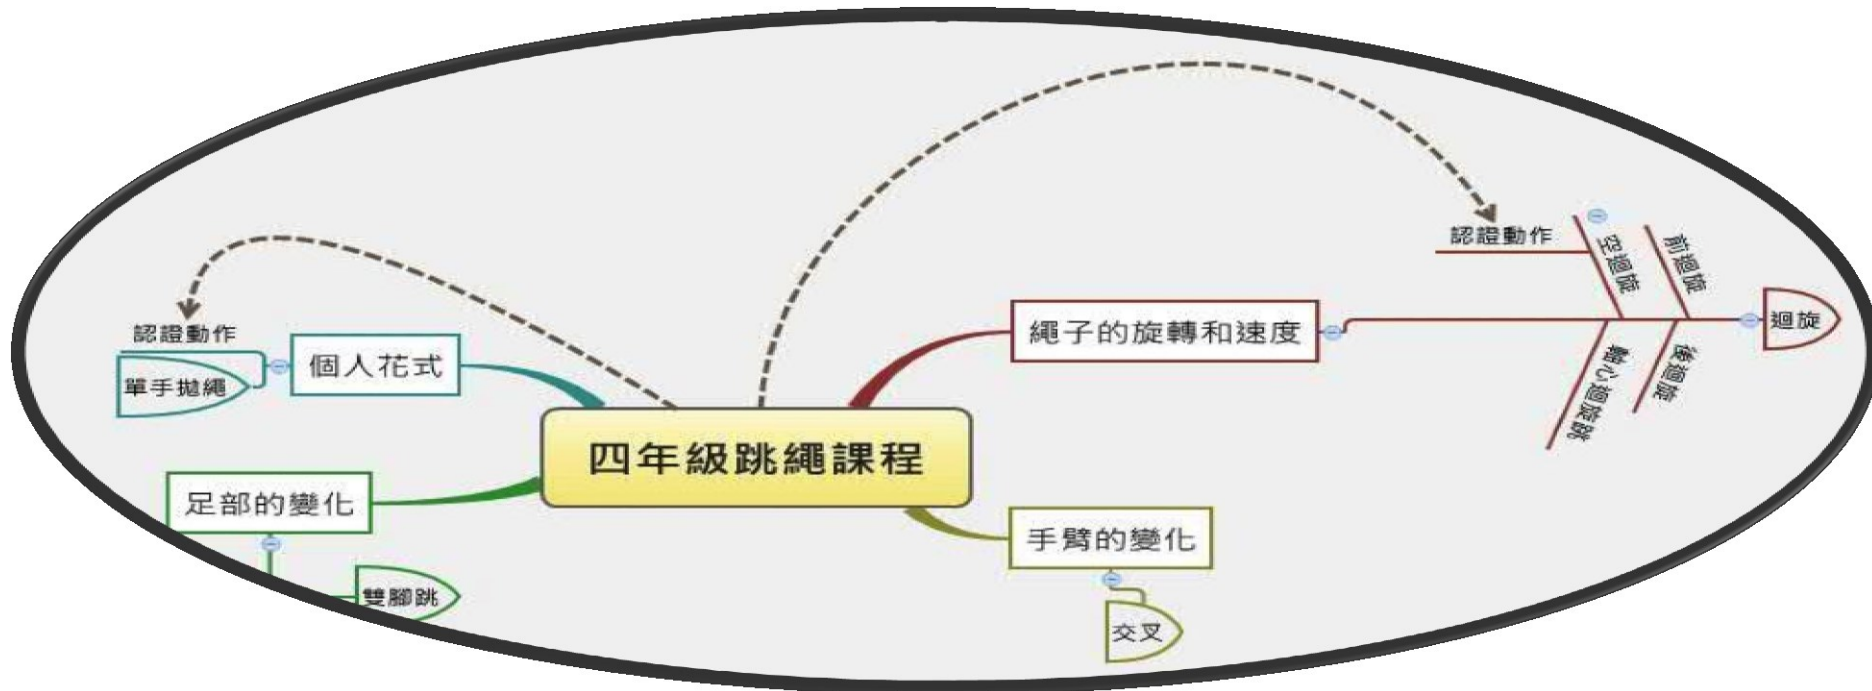 四年級跳繩課程
個人花式
認證動作
單手拋繩
足部的變化
雙腳跳
繩子的旋轉和速度
認證動作
空迴旋
前迴旋
迴旋
軸心迴旋跳
後迴旋
手臂的變化
交叉